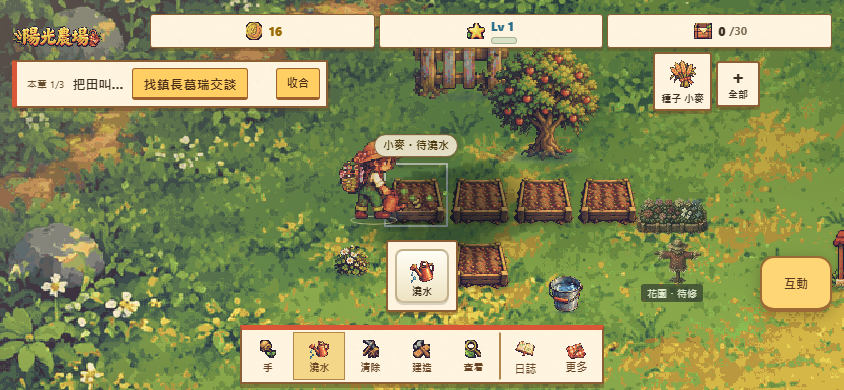 陽光農場
16
Lv 1
0 /30
本章 1/3 把田叫... 找鎮長葛瑞交談 收合
種子 小麥
+
全部
小麥・待澆水
澆水
花園・待修
互動
手 澆水 清除 建造 查看 日誌 更多